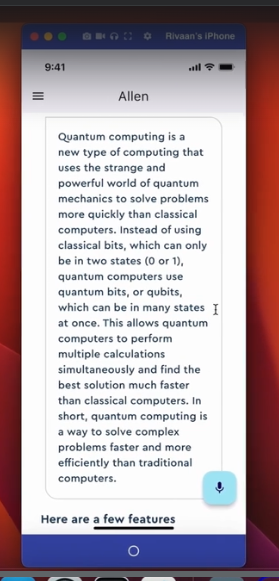 Rivaan's iPhone
9:41
Allen
Quantum computing is a
new type of computing that
uses the strange and
powerful world of quantum
mechanics to solve problems
more quickly than classical
computers. Instead of using
classical bits, which can only
be in two states (0 or 1),
quantum computers use
quantum bits, or qubits,
which can be in many states
at once. This allows quantum
computers to perform
multiple calculations
simultaneously and find the
best solution much faster
than classical computers. In
short, quantum computing is
a way to solve complex
problems faster and more
efficiently than traditional
computers.
Here are a few features